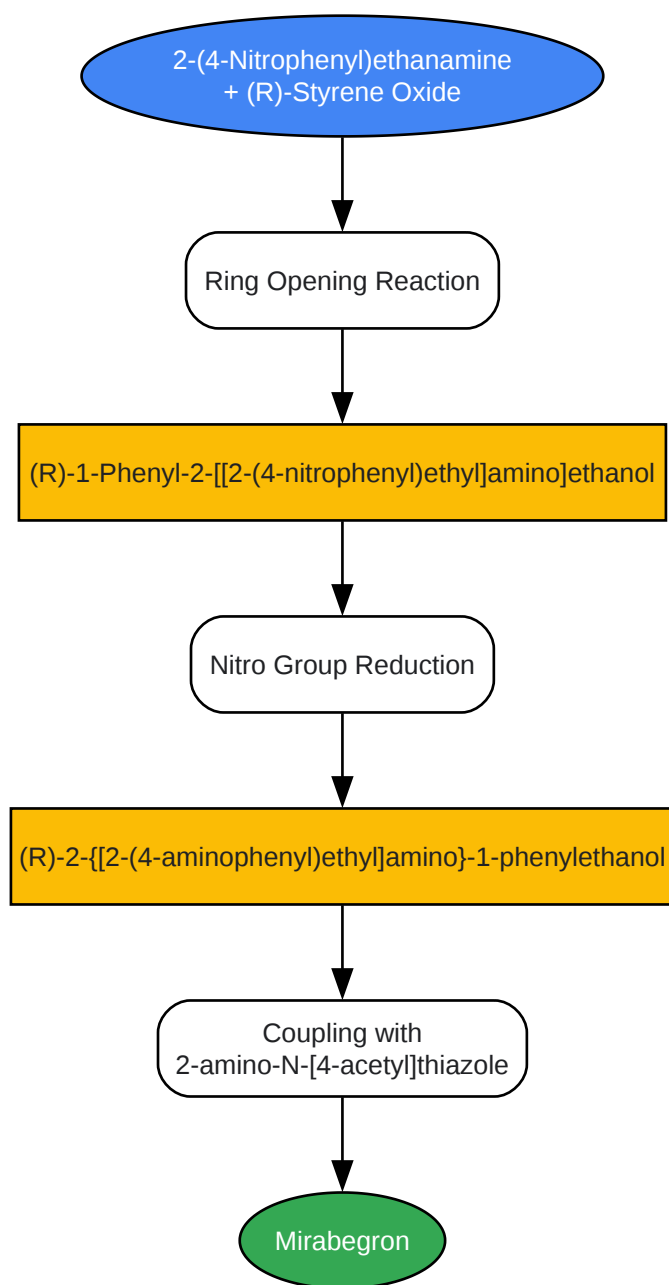 2-(4-Nitrophenyl)ethanamine
+ (R)-Styrene Oxide
Ring Opening Reaction
(R)-1-Phenyl-2-[[2-(4-nitrophenyl)ethyl]amino]ethanol
Nitro Group Reduction
(R)-2-{[2-(4-aminophenyl)ethyl]amino}-1-phenylethanol
Coupling with
2-amino-N-[4-acetyl]thiazole
Mirabegron